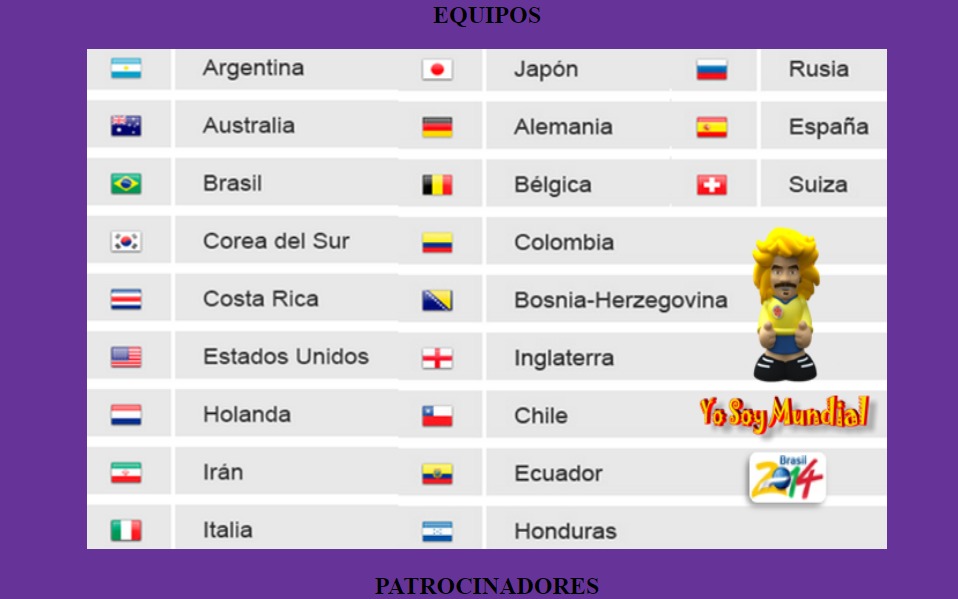 EQUIPOS
Argentina Japón Rusia
Australia Alemania España
Brasil Bélgica Suiza
Corea del Sur Colombia
Costa Rica Bosnia-Herzegovina
Estados Unidos Inglaterra
Holanda Chile
Yo Soy Mundial
Irán Ecuador
Brasil
2014
Italia Honduras
PATROCINADORES